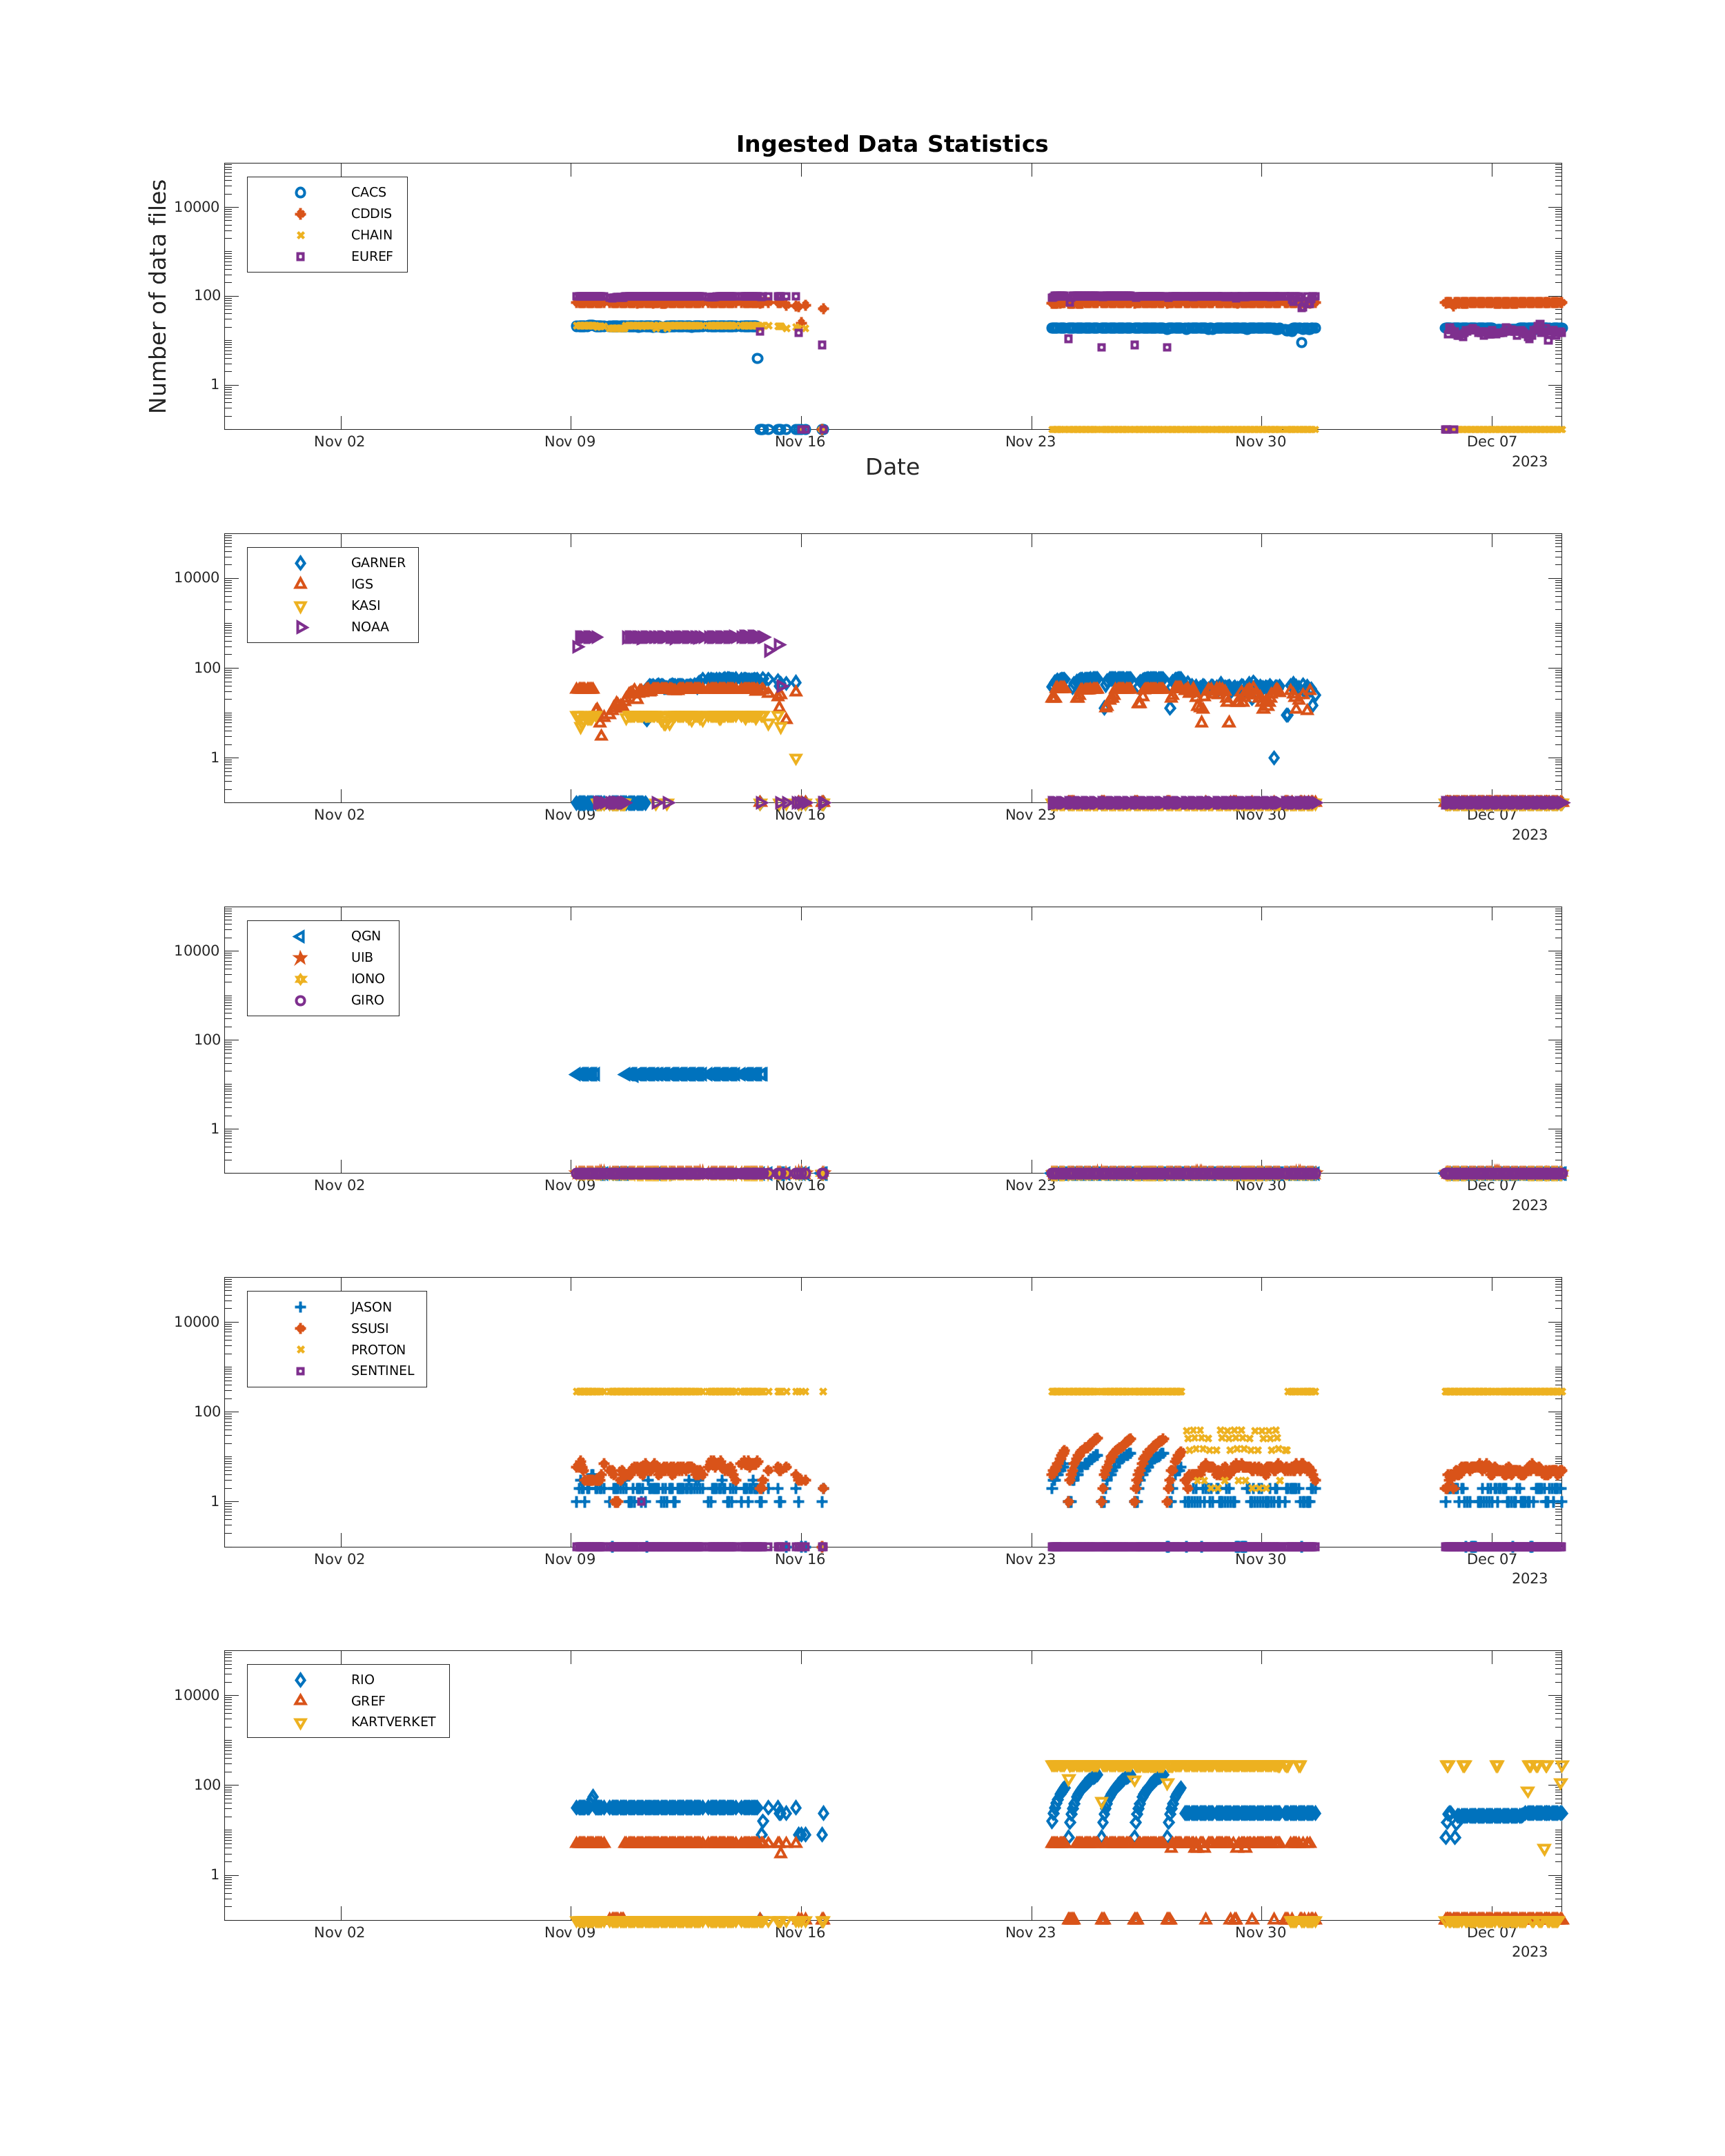 Ingested Data Statistics
Number of data files
10000
100
1
CACS
CDDIS
CHAIN
EUREF
Nov 02 Nov 09 Nov 16 Nov 23 Nov 30 Dec 07
2023
Date
10000
100
1
GARNER
IGS
KASI
NOAA
Nov 02 Nov 09 Nov 16 Nov 23 Nov 30 Dec 07
2023
10000
100
1
QGN
UIB
IONO
GIRO
Nov 02 Nov 09 Nov 16 Nov 23 Nov 30 Dec 07
2023
10000
100
1
JASON
SSUSI
PROTON
SENTINEL
Nov 02 Nov 09 Nov 16 Nov 23 Nov 30 Dec 07
2023
10000
100
1
RIO
GREF
KARTVERKET
Nov 02 Nov 09 Nov 16 Nov 23 Nov 30 Dec 07
2023